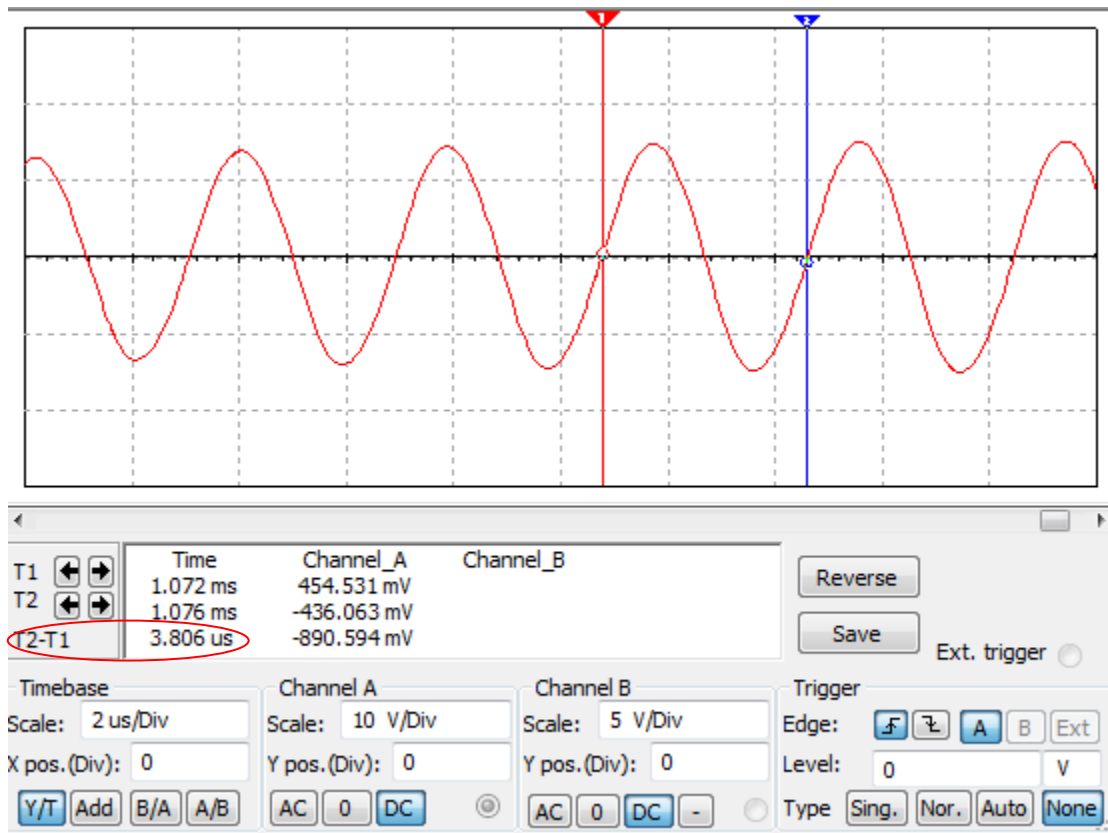 1 2
Time Channel_A Channel_B
T1 1.072 ms 454.531 mV
T2 1.076 ms -436.063 mV
T2-T1 3.806 us -890.594 mV
Reverse
Save
Ext. trigger
Timebase Channel A Channel B Trigger
Scale: 2 us/Div Scale: 10 V/Div Scale: 5 V/Div Edge: A B Ext
X pos.(Div): 0 Y pos.(Div): 0 Y pos.(Div): 0 Level: 0 V
Y/T Add B/A A/B AC 0 DC AC 0 DC - Type Sing. Nor. Auto None